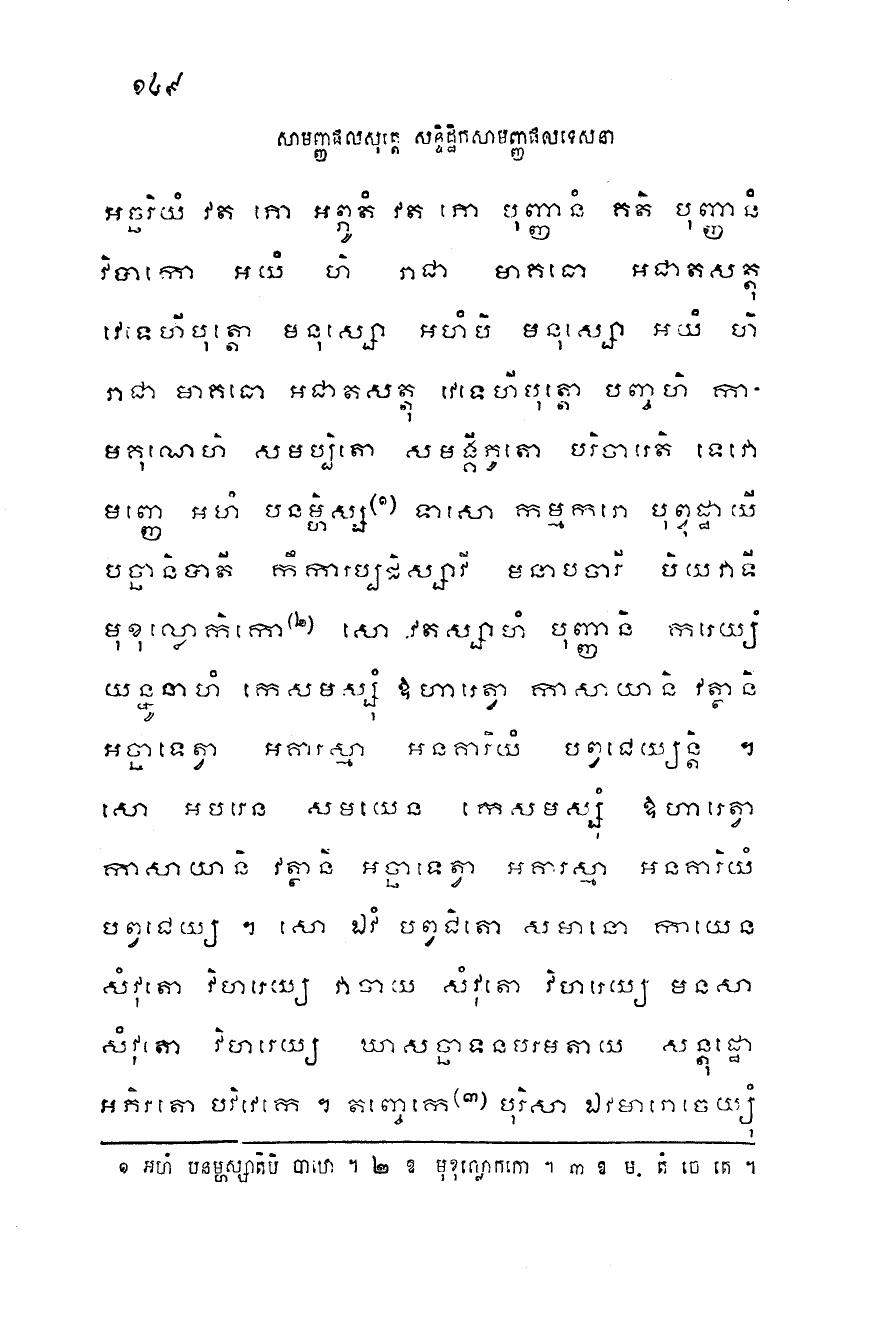 ១៤៩
សាមញ្ញផលសុត្តេ សន្ទិដ្ឋិកសាមញ្ញផលទេសនា
អច្ឆរិយំ វត ភោ អព្ភូតំ វត ភោ បុញ្ញានំ គតិ បុញ្ញានំ
វិបាកោ អយំ ហិ រាជា មាគធោ អជាតសត្តុ
វេទេហីបុត្តោ មនុស្សោ អហំបិ មនុស្សោ អយំ ហិ
រាជា មាគធោ អជាតសត្តុ វេទេហីបុត្តោ បញ្ចហិ កា-
មគុណេហិ សមប្បិតោ សមង្គីភូតោ បរិចារេតិ ទេវោ
មញ្ញេ អហំ បនម្ហិស្ស(១) ទាសោ កម្មករោ បុព្វុដ្ឋាយី
បច្ឆានិបាតី កឹការប្បដិស្សាវី មនាបចារី បិយវាទី
មុខុល្លោកិកោ(២) សោ វតស្សាហំ បុញ្ញានិ ករេយ្យំ
យន្នូនាហំ កេសមស្សុំ ឱហារេត្វា កាសាយានិ វត្ថានិ
អច្ឆាទេត្វា អគារស្មា អនគារិយំ បព្វជេយ្យន្តិ ។
សោ អបរេន សមយេន កេសមស្សុំ ឱហារេត្វា
កាសាយានិ វត្ថានិ អច្ឆាទេត្វា អគារស្មា អនគារិយំ
បព្វជេយ្យ ។ សោ ឯវំ បព្វជិតោ សមានោ កាយេន
សំវុតោ វិហរេយ្យ វាចាយ សំវុតោ វិហរេយ្យ មនសា
សំវុតោ វិហរេយ្យ ឃាសច្ឆាទនបរមតាយ សន្តុដ្ឋោ
អភិរតោ បវិវេកេ ។ តញ្ចេកេ(៣) បុរិសា ឯវមារោចេយ្យុំ
១ អហំ បនម្ហស្សាតិបិ បាឋោ ។ ២ ឱ មុខុល្លោកកោ ។ ៣ ឱ ម. តំ ចេ តេ ។